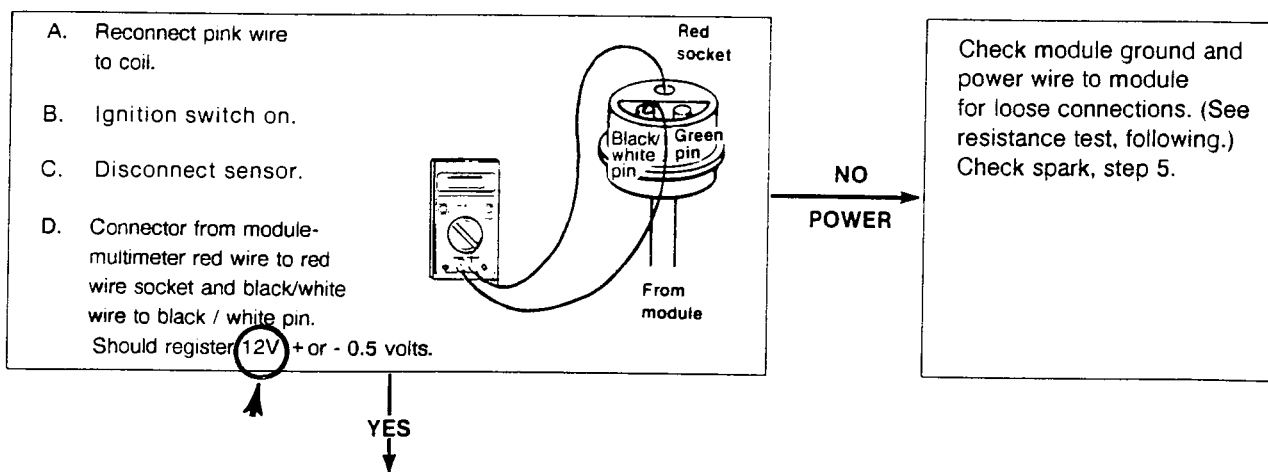 A. Reconnect pink wire
to coil.
B. Ignition switch on.
C. Disconnect sensor.
D. Connector from module-
multimeter red wire to red
wire socket and black/white
wire to black / white pin.
Should register 12V + or - 0.5 volts.
Red
socket
Black/
white
pin
Green
pin
From
module
NO
POWER
Check module ground and
power wire to module
for loose connections. (See
resistance test, following.)
Check spark, step 5.
YES